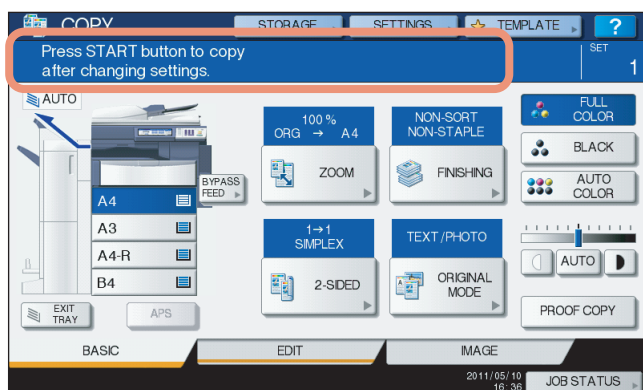 COPY
STORAGE
SETTINGS
TEMPLATE
?
Press START button to copy
after changing settings.
SET
1
AUTO
100 %
ORG → A4
ZOOM
NON-SORT
NON-STAPLE
FINISHING
FULL
COLOR
BLACK
AUTO
COLOR
BYPASS
FEED
A4
A3
A4-R
B4
1→1
SIMPLEX
2-SIDED
TEXT/PHOTO
ORIGINAL
MODE
AUTO
EXIT
TRAY
APS
PROOF COPY
BASIC
EDIT
IMAGE
2011/05/10
16:36
JOB STATUS